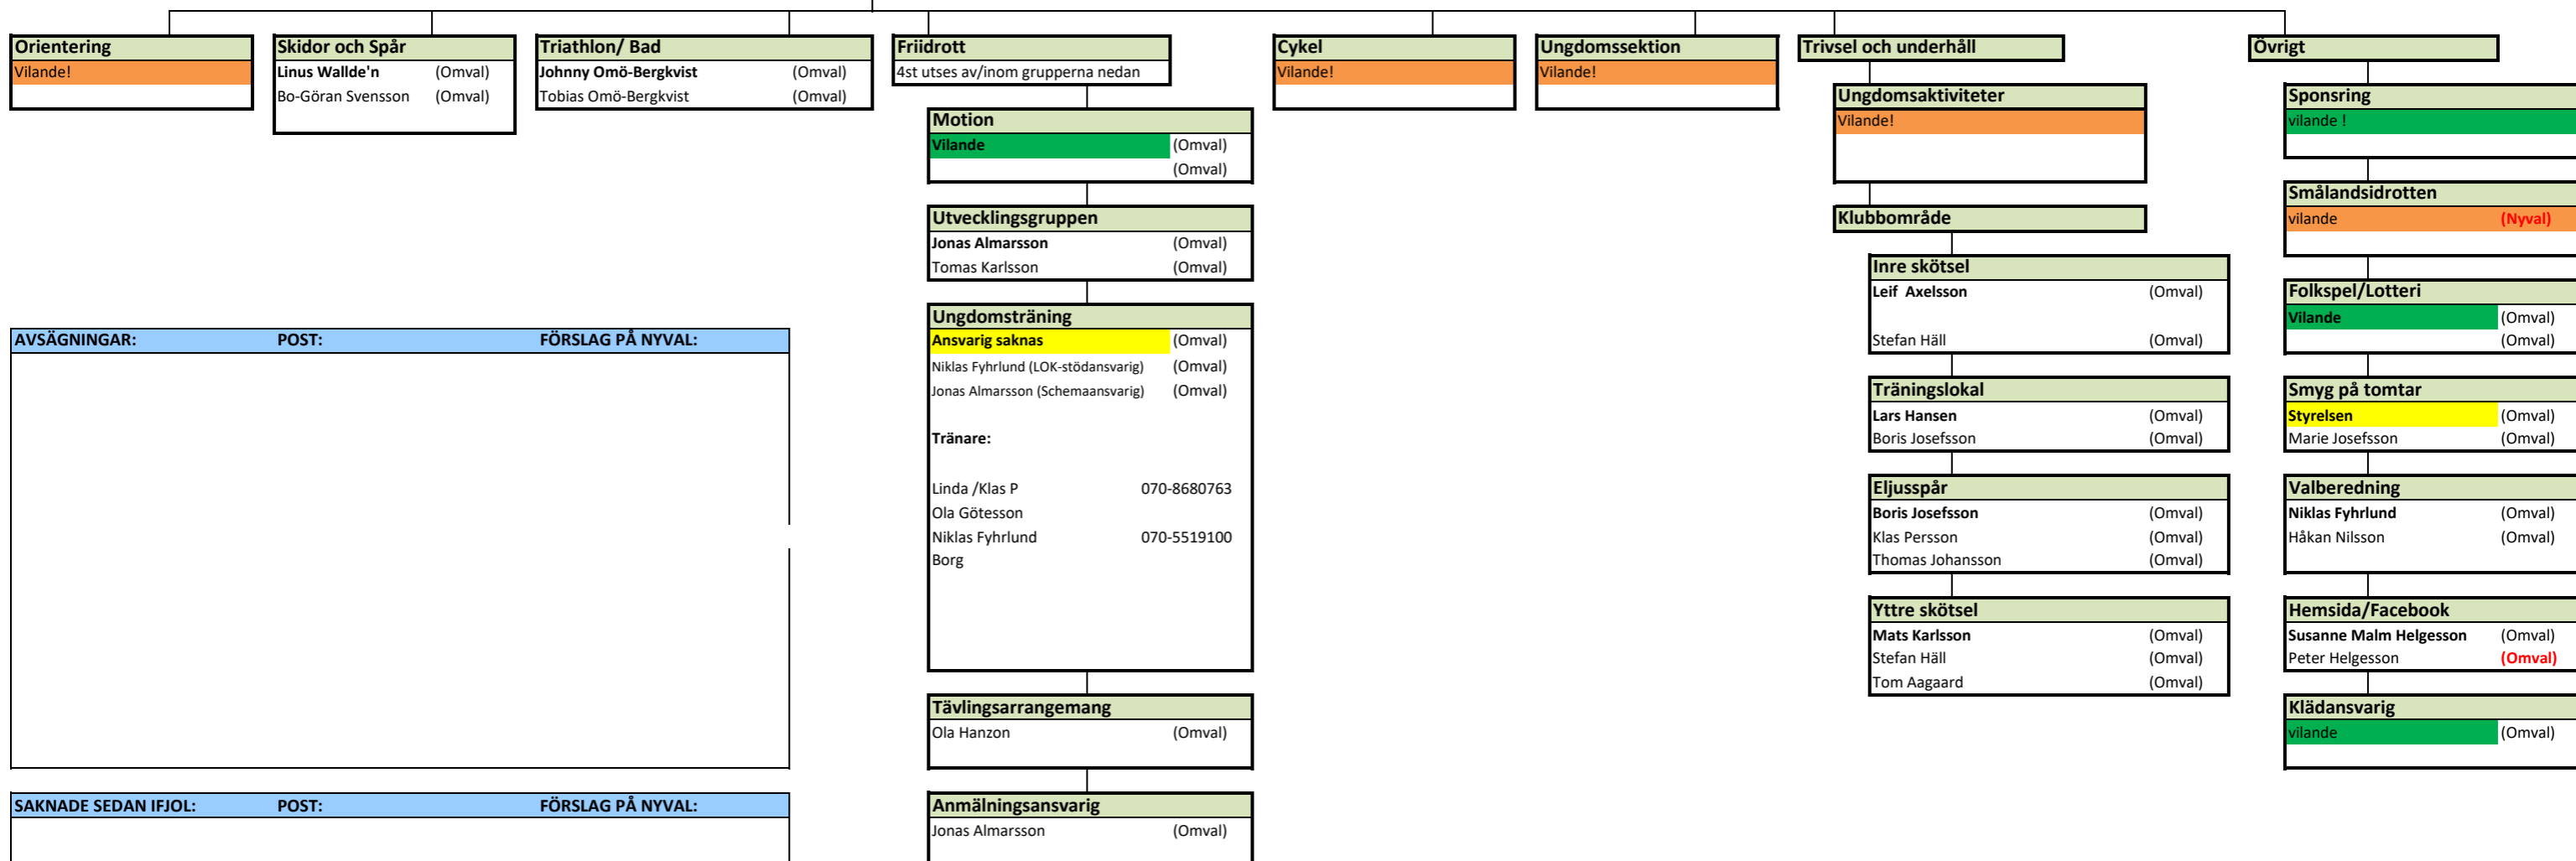 Orientering
Vilande!
Skidor och Spår
Linus Wallde'n (Omval)
Bo-Göran Svensson (Omval)
Triathlon/ Bad
Johnny Omö-Bergkvist (Omval)
Tobias Omö-Bergkvist (Omval)
Friidrott
4st utses av/inom grupperna nedan
Motion
Vilande (Omval)
(Omval)
Utvecklingsgruppen
Jonas Almarsson (Omval)
Tomas Karlsson (Omval)
Ungdomsträning
Ansvarig saknas (Omval)
Niklas Fyhrlund (LOK-stödansvarig) (Omval)
Jonas Almarsson (Schemaansvarig) (Omval)
Tränare:
Linda /Klas P 070-8680763
Ola Götesson
Niklas Fyhrlund 070-5519100
Borg
Tävlingsarrangemang
Ola Hanzon (Omval)
Anmälningsansvarig
Jonas Almarsson (Omval)
Cykel
Vilande!
Ungdomssektion
Vilande!
Trivsel och underhåll
Ungdomsaktiviteter
Vilande!
Klubbområde
Inre skötsel
Leif  Axelsson (Omval)
Stefan Häll (Omval)
Träningslokal
Lars Hansen (Omval)
Boris Josefsson (Omval)
Eljusspår
Boris Josefsson (Omval)
Klas Persson (Omval)
Thomas Johansson (Omval)
Yttre skötsel
Mats Karlsson (Omval)
Stefan Häll (Omval)
Tom Aagaard (Omval)
Övrigt
Sponsring
vilande !
Smålandsidrotten
vilande (Nyval)
Folkspel/Lotteri
Vilande (Omval)
(Omval)
Smyg på tomtar
Styrelsen (Omval)
Marie Josefsson (Omval)
Valberedning
Niklas Fyhrlund (Omval)
Håkan Nilsson (Omval)
Hemsida/Facebook
Susanne Malm Helgesson (Omval)
Peter Helgesson (Omval)
Klädansvarig
vilande (Omval)
AVSÄGNINGAR: POST: FÖRSLAG PÅ NYVAL:
SAKNADE SEDAN IFJOL: POST: FÖRSLAG PÅ NYVAL: